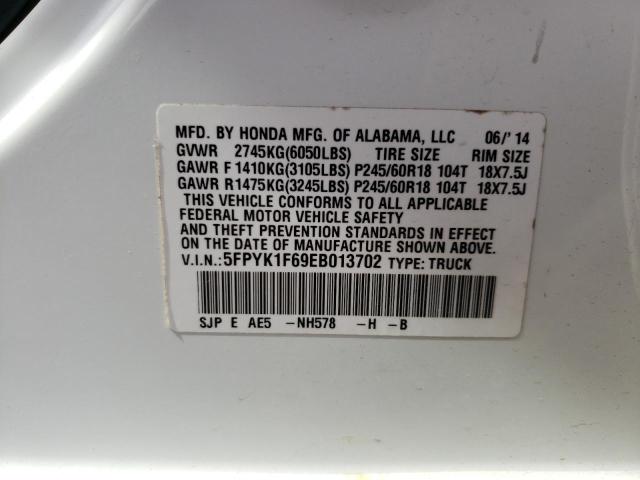 MFD. BY HONDA MFG. OF ALABAMA, LLC 06/'14
GVWR 2745KG(6050LBS) TIRE SIZE RIM SIZE
GAWR F 1410KG(3105LBS) P245/60R18 104T 18X7.5J
GAWR R1475KG(3245LBS) P245/60R18 104T 18X7.5J
THIS VEHICLE CONFORMS TO ALL APPLICABLE
FEDERAL MOTOR VEHICLE SAFETY
AND THEFT PREVENTION STANDARDS IN EFFECT
ON THE DATE OF MANUFACTURE SHOWN ABOVE.
V.I.N.:5FPYK1F69EB013702 TYPE: TRUCK
SJP E AE5 -NH578 -H -B